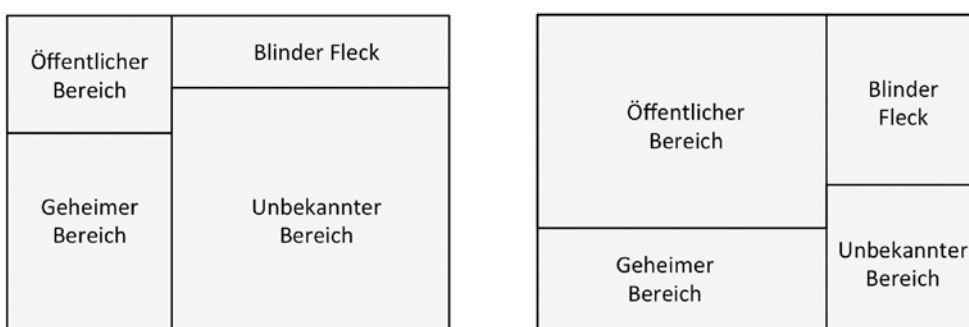 Öffentlicher
Bereich
Blinder Fleck
Geheimer
Bereich
Unbekannter
Bereich
Öffentlicher
Bereich
Blinder
Fleck
Geheimer
Bereich
Unbekannter
Bereich